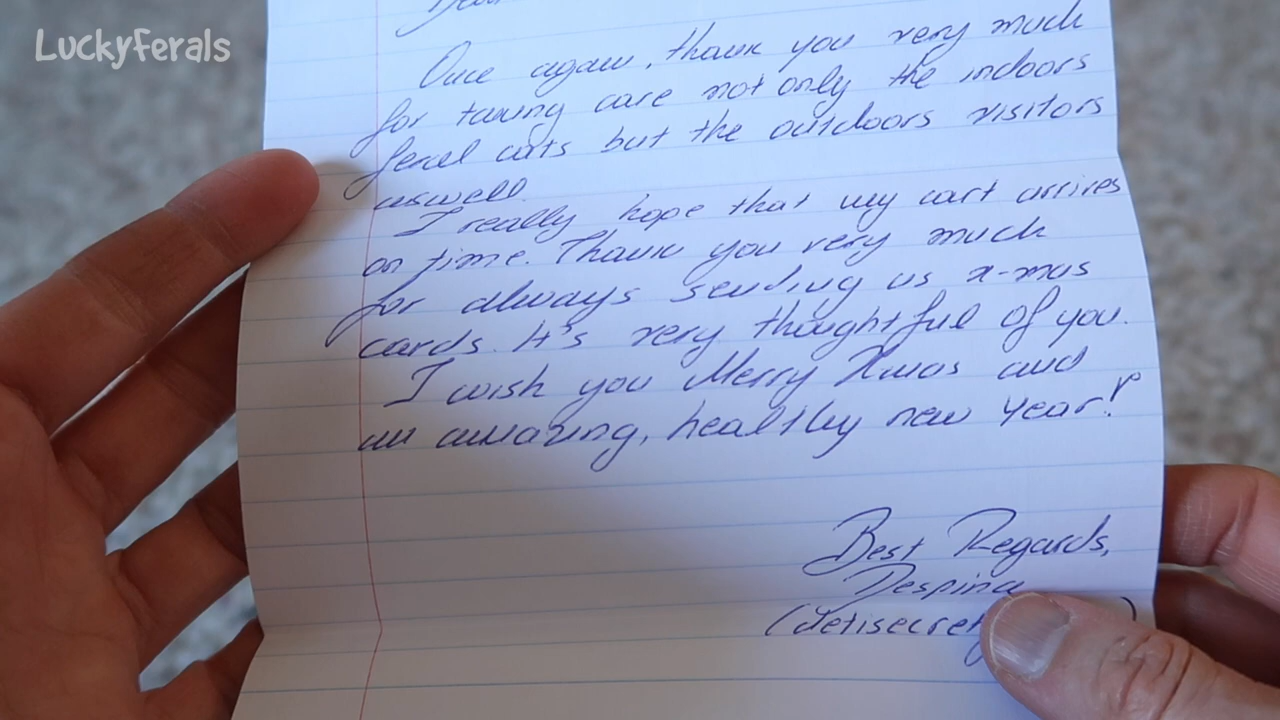 LuckyFerals
Once again, thank you very much
for taking care not only the indoors
feral cats but the outdoors visitors
aswell.
I really hope that my cart arrives
on time. Thank you very much
for always sending us x-mas
cards. It's very thoughtful of you.
I wish you Merry Xmas and
an amazing, healthy new year!
Best Regards,
Despina